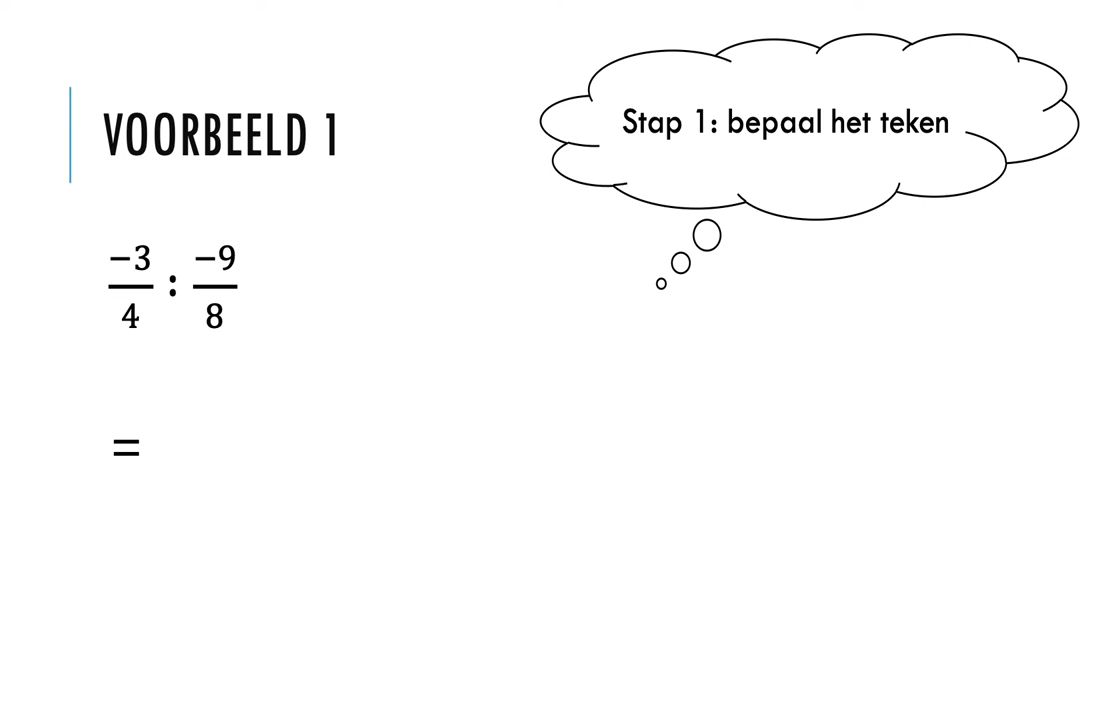 Stap 1: bepaal het teken
VOORBEELD 1
−3/4 : −9/8
=